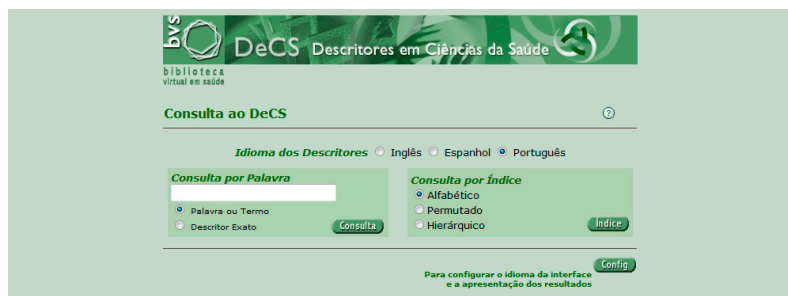 bvs
DeCS Descritores em Ciências da Saúde
biblioteca
virtual em saúde
Consulta ao DeCS
?
Idioma dos Descritores Inglês Espanhol Português
Consulta por Palavra
Palavra ou Termo
Descritor Exato
Consulta
Consulta por Índice
Alfabético
Permutado
Hierárquico
Índice
Config
Para configurar o idioma da interface
e a apresentação dos resultados